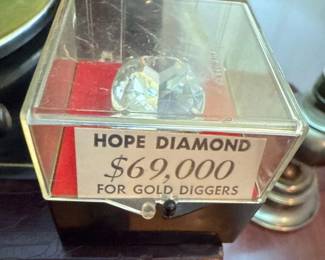 HOPE DIAMOND
$69,000
FOR GOLD DIGGERS